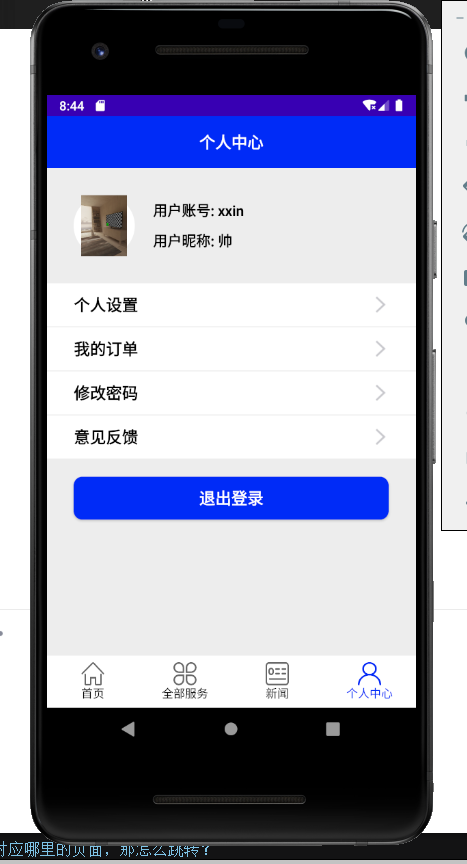 8:44
个人中心
用户账号: xxin
用户昵称: 帅
个人设置
我的订单
修改密码
意见反馈
退出登录
首页 全部服务 新闻 个人中心
对应哪里的页面，那怎么跳转？